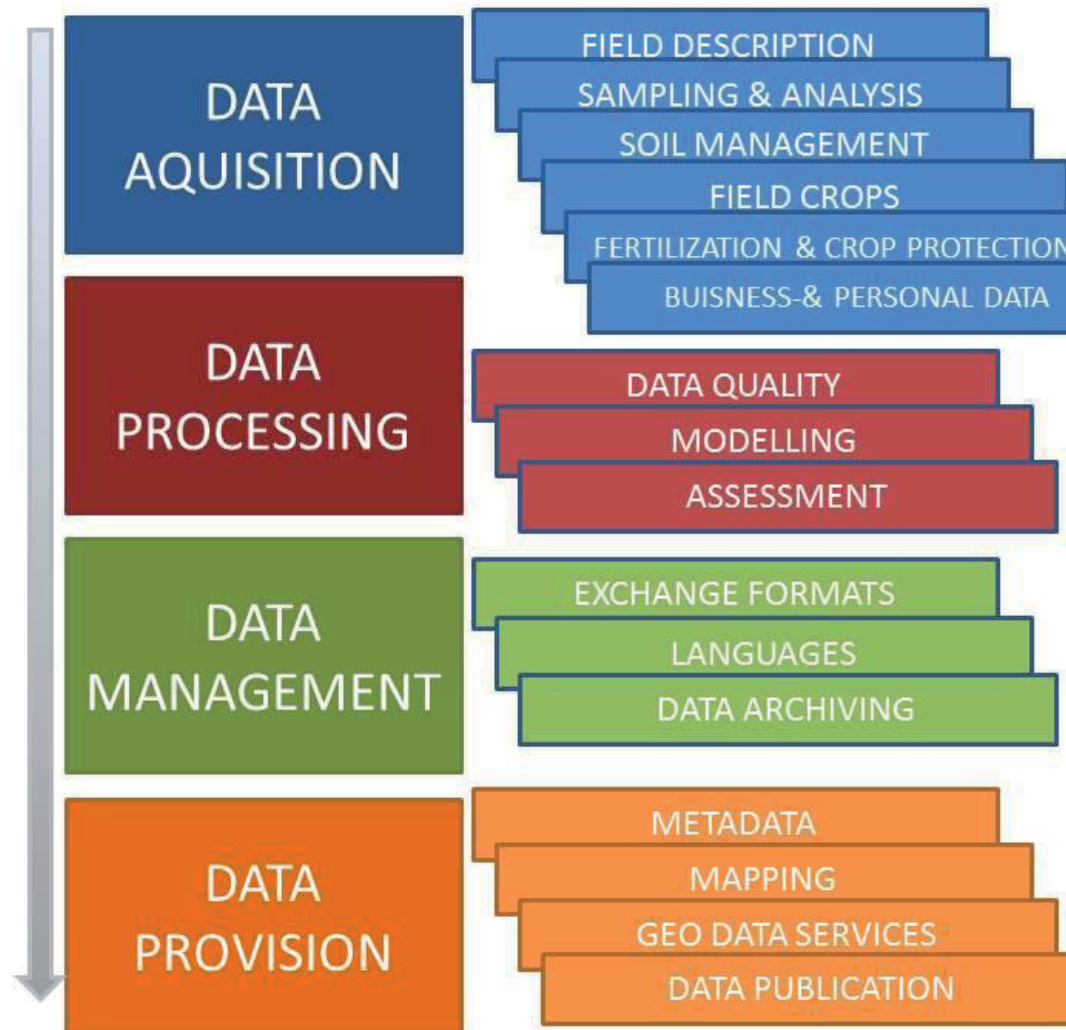 DATA
AQUISITION
FIELD DESCRIPTION
SAMPLING & ANALYSIS
SOIL MANAGEMENT
FIELD CROPS
FERTILIZATION & CROP PROTECTION
BUISNESS-& PERSONAL DATA
DATA
PROCESSING
DATA QUALITY
MODELLING
ASSESSMENT
DATA
MANAGEMENT
EXCHANGE FORMATS
LANGUAGES
DATA ARCHIVING
DATA
PROVISION
METADATA
MAPPING
GEO DATA SERVICES
DATA PUBLICATION